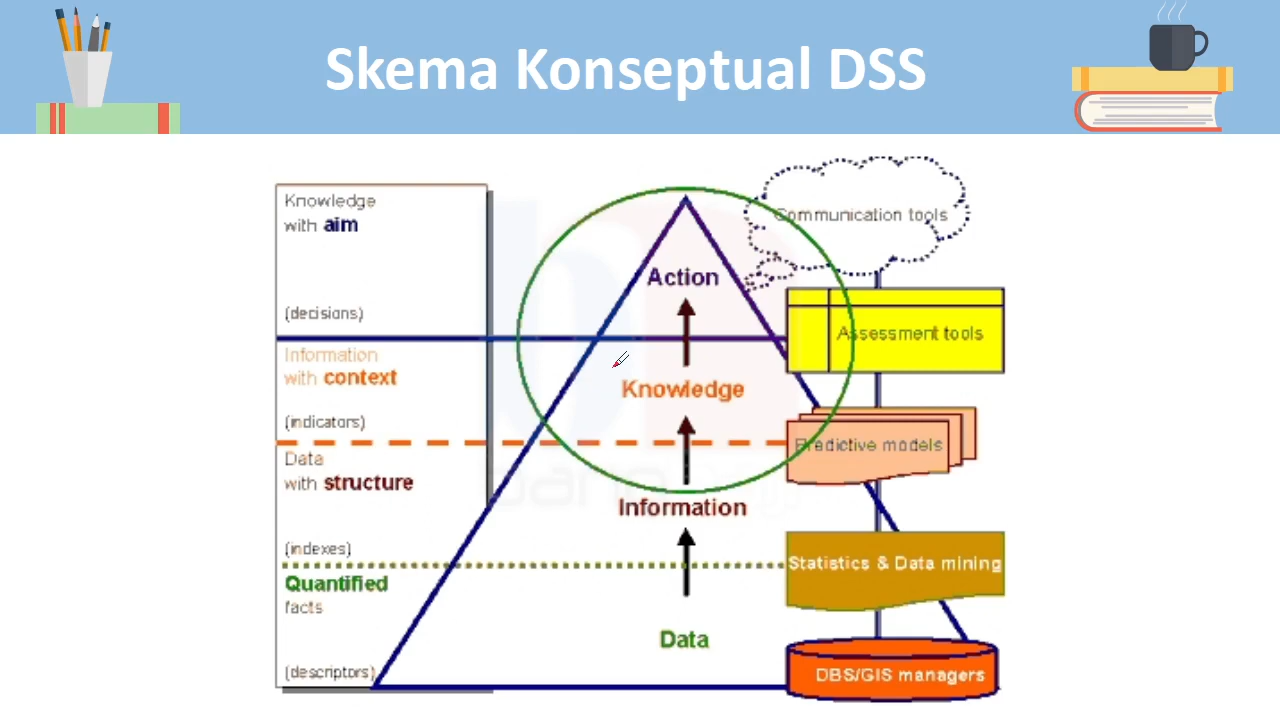 Skema Konseptual DSS
Knowledge
with aim
(decisions)
Information
with context
(indicators)
Data
with structure
(indexes)
Quantified
facts
(descriptors)
Action
Knowledge
Information
Data
Communication tools
Assessment tools
Predictive models
Statistics & Data mining
DBS/GIS managers